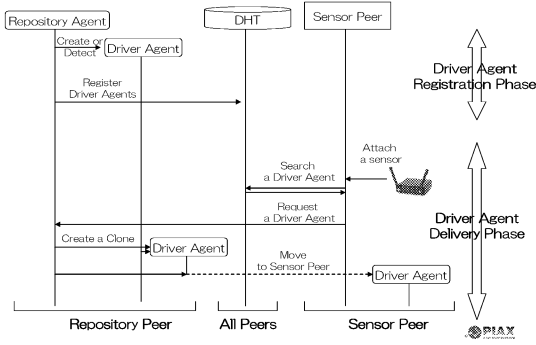 Repository Agent
DHT
Sensor Peer
Create or
Detect
Driver Agent
Register
Driver Agents
Driver Agent
Registration Phase
Attach
a sensor
Search
a Driver Agent
Request
a Driver Agent
Driver Agent
Delivery Phase
Create a Clone
Driver Agent
Move
to Sensor Peer
Driver Agent
Repository Peer
All Peers
Sensor Peer
PIAX